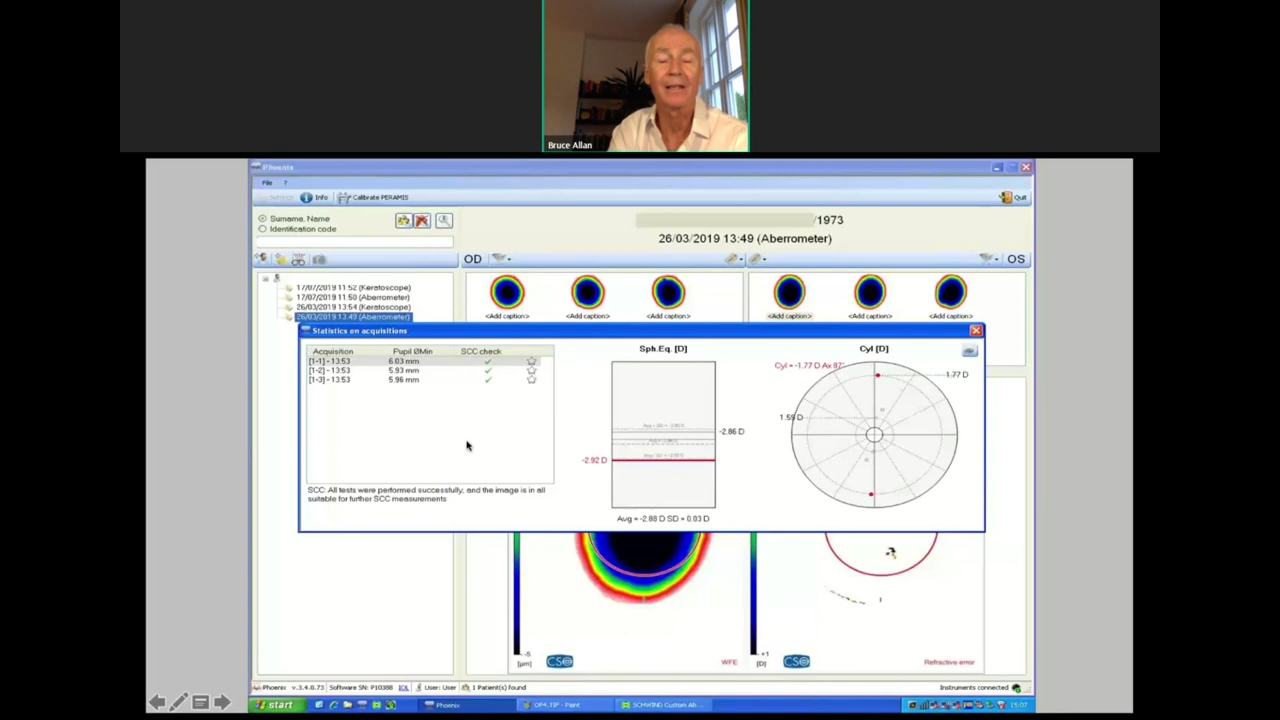 Bruce Allan
Phoenix
File ?
Settings Info Calibrate PERAMIS Quit
Surname, Name
Identification code
/1973
26/03/2019 13:49 (Aberrometer)
OD OS
17/07/2019 11:52 (Keratoscope)
17/07/2019 11:50 (Aberrometer)
26/03/2019 13:54 (Keratoscope)
26/03/2019 13:49 (Aberrometer)
<Add caption> <Add caption> <Add caption> <Add caption> <Add caption> <Add caption>
Statistics on acquisitions
Acquisition Pupil ØMin SCC check
[1-1] - 13:53 6.03 mm
[1-2] - 13:53 5.93 mm
[1-3] - 13:53 5.96 mm
SCC: All tests were performed successfully, and the image is in all
suitable for further SCC measurements
Sph.Eq. [D]
-2.86 D
-2.92 D
Avg = -2.88 D SD = 0.03 D
Cyl [D]
Cyl = -1.77 D Ax 87°
1.77 D
1.59 D
-5
[µm]
CSO
WFE
+1
[D]
CSO
Refractive error
Phoenix v.3.4.0.73 Software SN: P10388 IOL User: User 1 Patient(s) found Instruments connected
start Phoenix OP4.TIF - Paint SCHWIND Custom Ab... 15:07